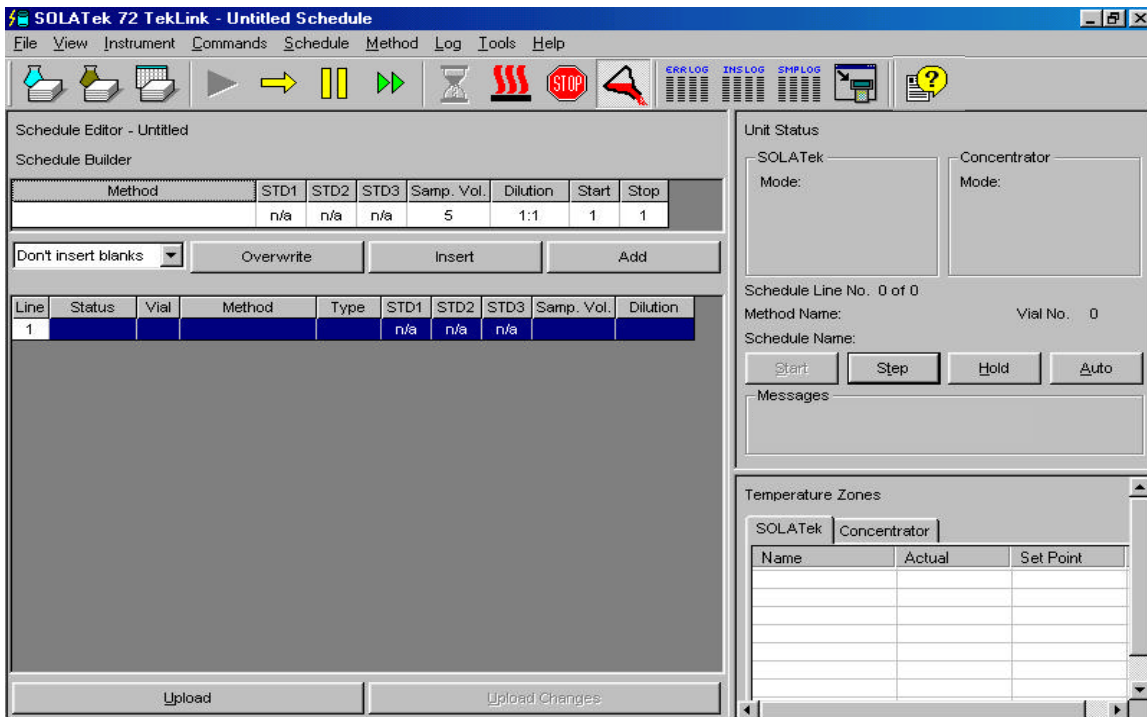 SOLATek 72 TekLink - Untitled Schedule
File View Instrument Commands Schedule Method Log Tools Help
STOP ERRLOG INSLOG SMPLOG
Schedule Editor - Untitled
Schedule Builder
Method STD1 STD2 STD3 Samp. Vol. Dilution Start Stop
n/a n/a n/a 5 1:1 1 1
Don't insert blanks Overwrite Insert Add
Line Status Vial Method Type STD1 STD2 STD3 Samp. Vol. Dilution
1 n/a n/a n/a
Upload Upload Changes
Unit Status
SOLATek Concentrator
Mode: Mode:
Schedule Line No. 0 of 0
Method Name: Vial No. 0
Schedule Name:
Start Step Hold Auto
Messages
Temperature Zones
SOLATek Concentrator
Name Actual Set Point